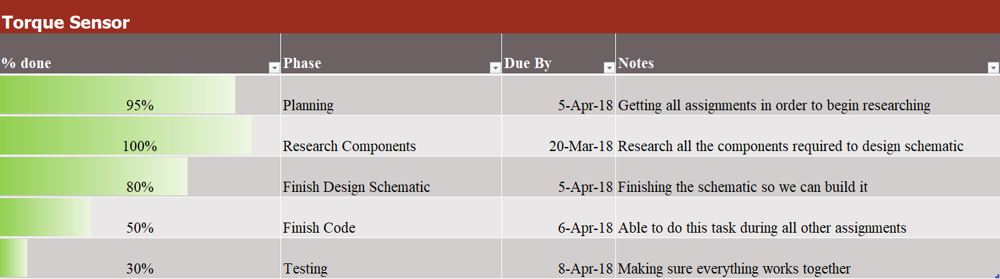 Torque Sensor
% done Phase Due By Notes
95% Planning 5-Apr-18 Getting all assignments in order to begin researching
100% Research Components 20-Mar-18 Research all the components required to design schematic
80% Finish Design Schematic 5-Apr-18 Finishing the schematic so we can build it
50% Finish Code 6-Apr-18 Able to do this task during all other assignments
30% Testing 8-Apr-18 Making sure everything works together